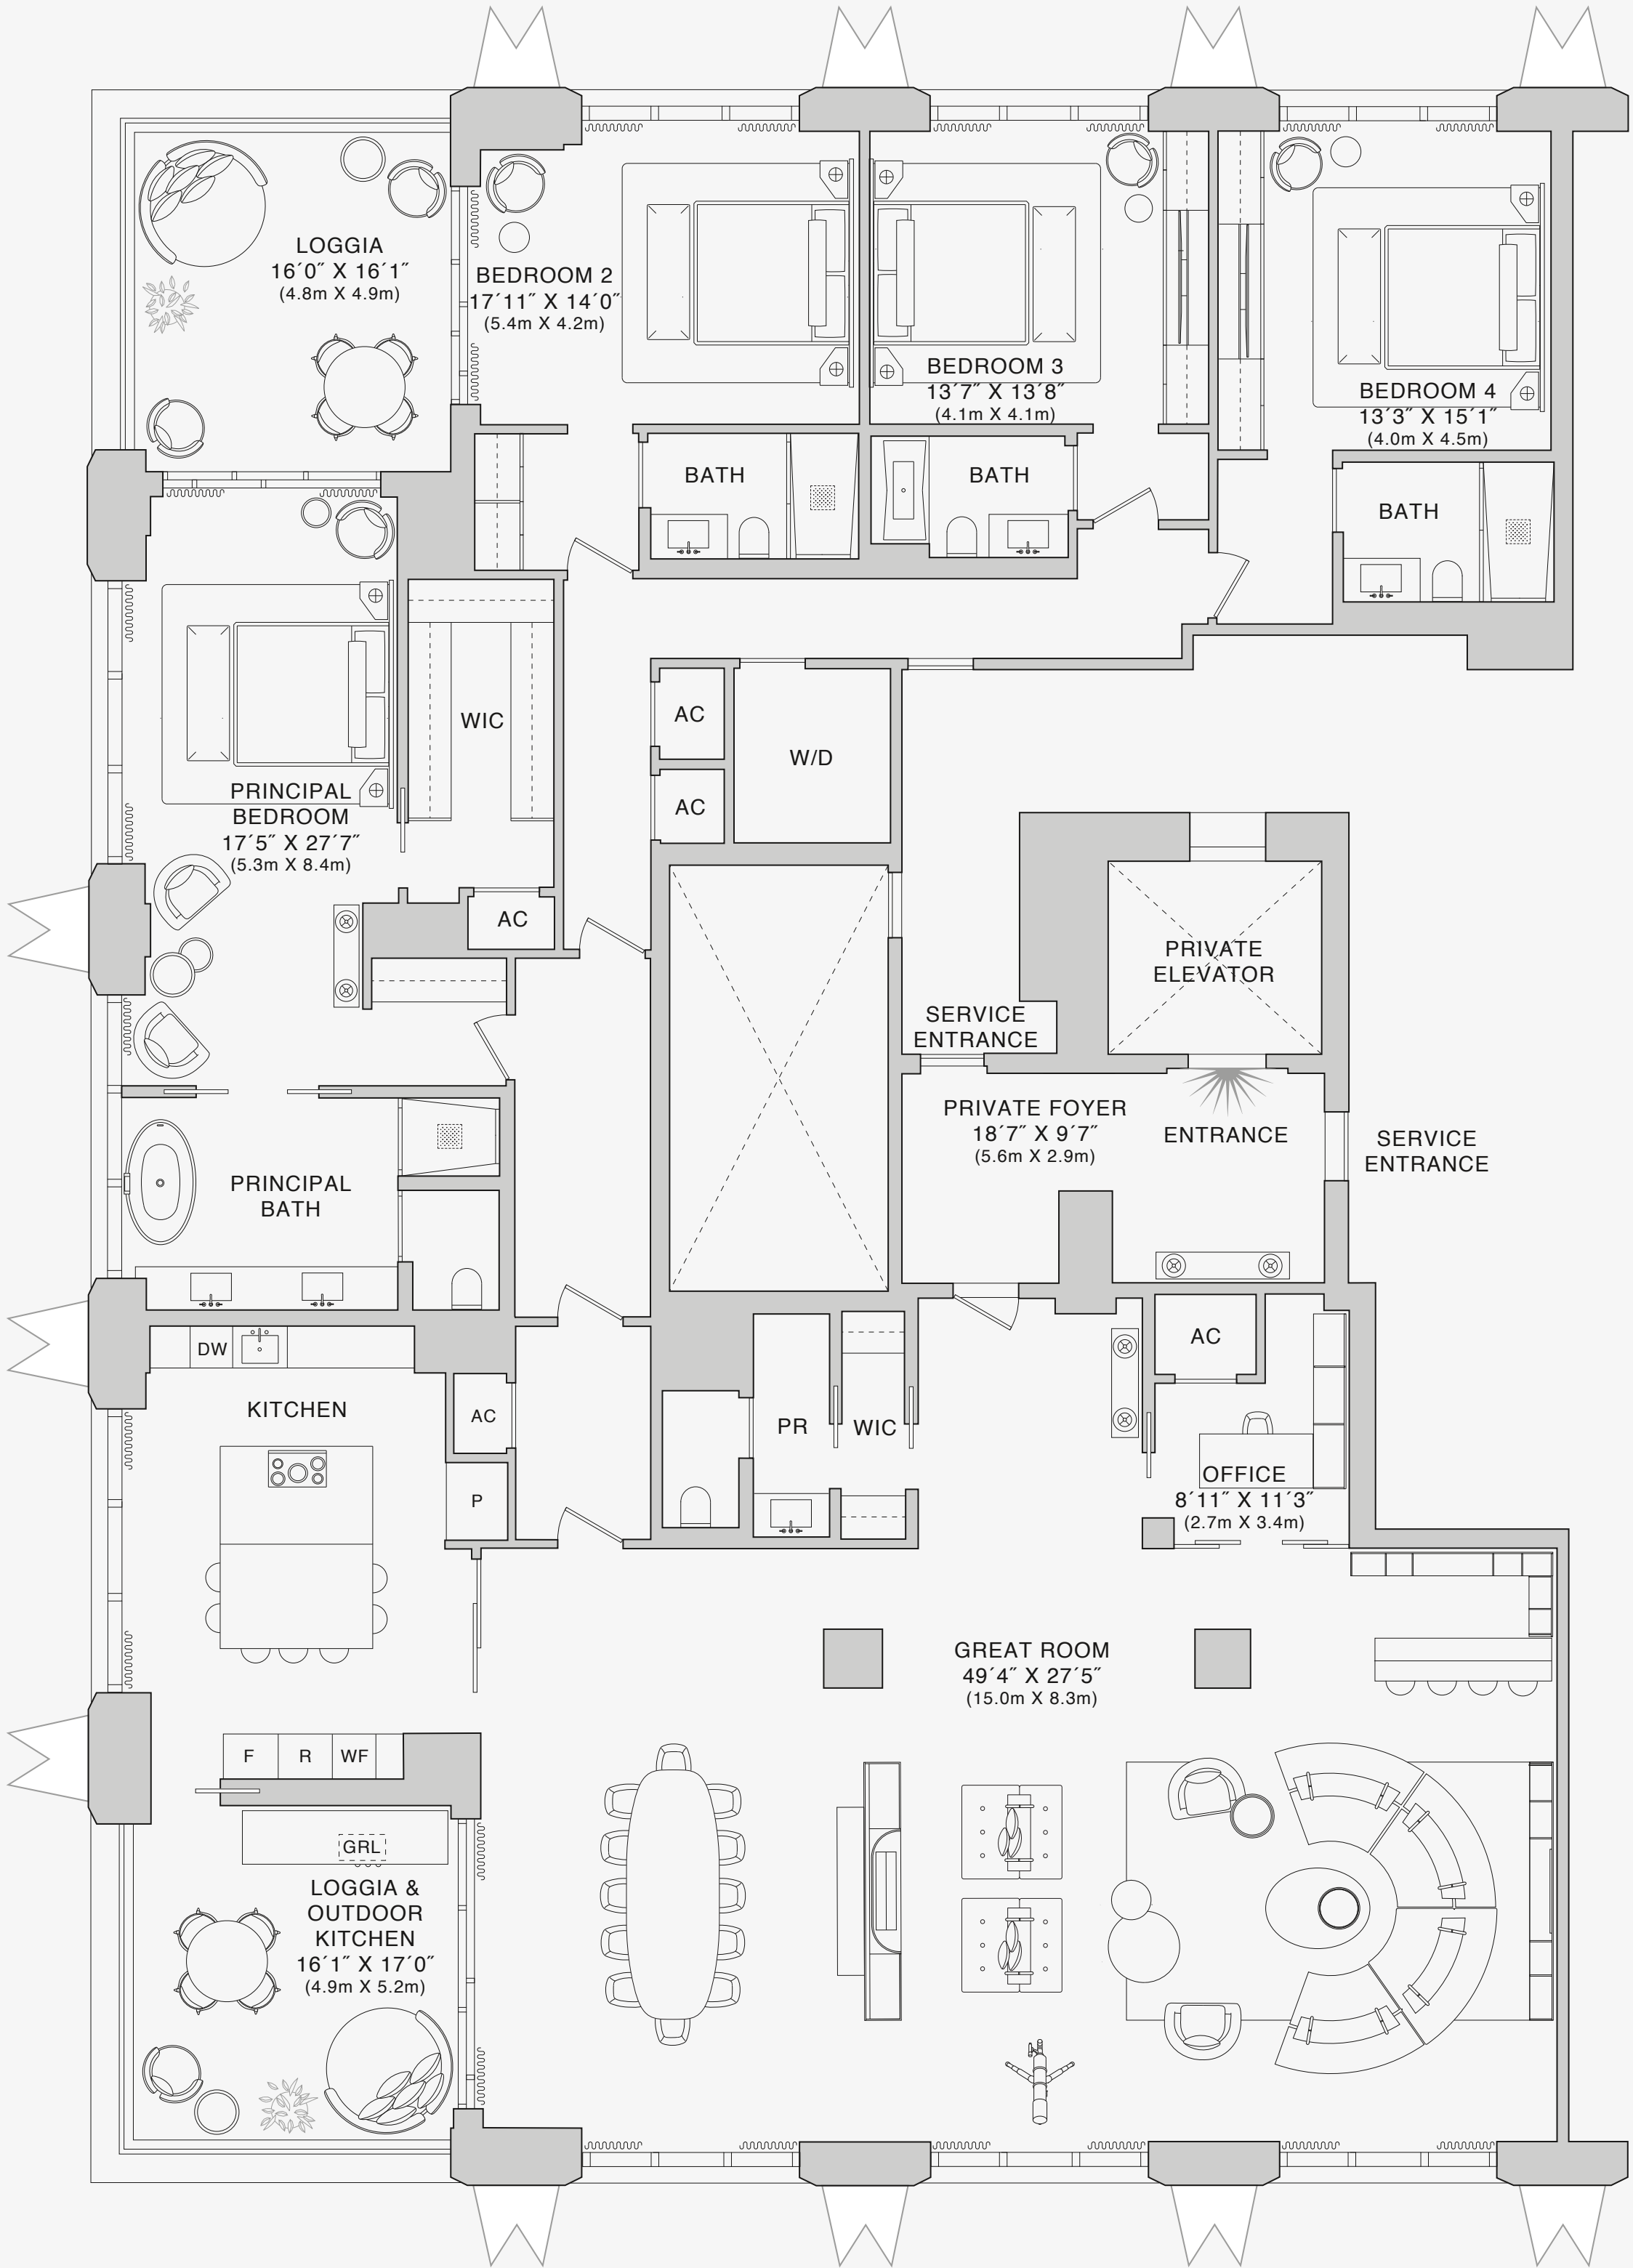 LOGGIA
16´0˝ X 16´1˝
(4.8m X 4.9m)
BEDROOM 2
17´11˝ X 14´0˝
(5.4m X 4.2m)
BEDROOM 3
13´7˝ X 13´8˝
(4.1m X 4.1m)
BEDROOM 4
13´3˝ X 15´1˝
(4.0m X 4.5m)
BATH
BATH
BATH
WIC
AC
AC
W/D
PRINCIPAL
BEDROOM
17´5˝ X 27´7˝
(5.3m X 8.4m)
AC
PRIVATE
ELEVATOR
SERVICE
ENTRANCE
PRIVATE FOYER
18´7˝ X 9´7˝
(5.6m X 2.9m)
ENTRANCE
SERVICE
ENTRANCE
PRINCIPAL
BATH
DW
KITCHEN
AC
P
PR
WIC
AC
OFFICE
8´11˝ X 11´3˝
(2.7m X 3.4m)
GREAT ROOM
49´4˝ X 27´5˝
(15.0m X 8.3m)
F
R
WF
GRL
LOGGIA &
OUTDOOR
KITCHEN
16´1˝ X 17´0˝
(4.9m X 5.2m)